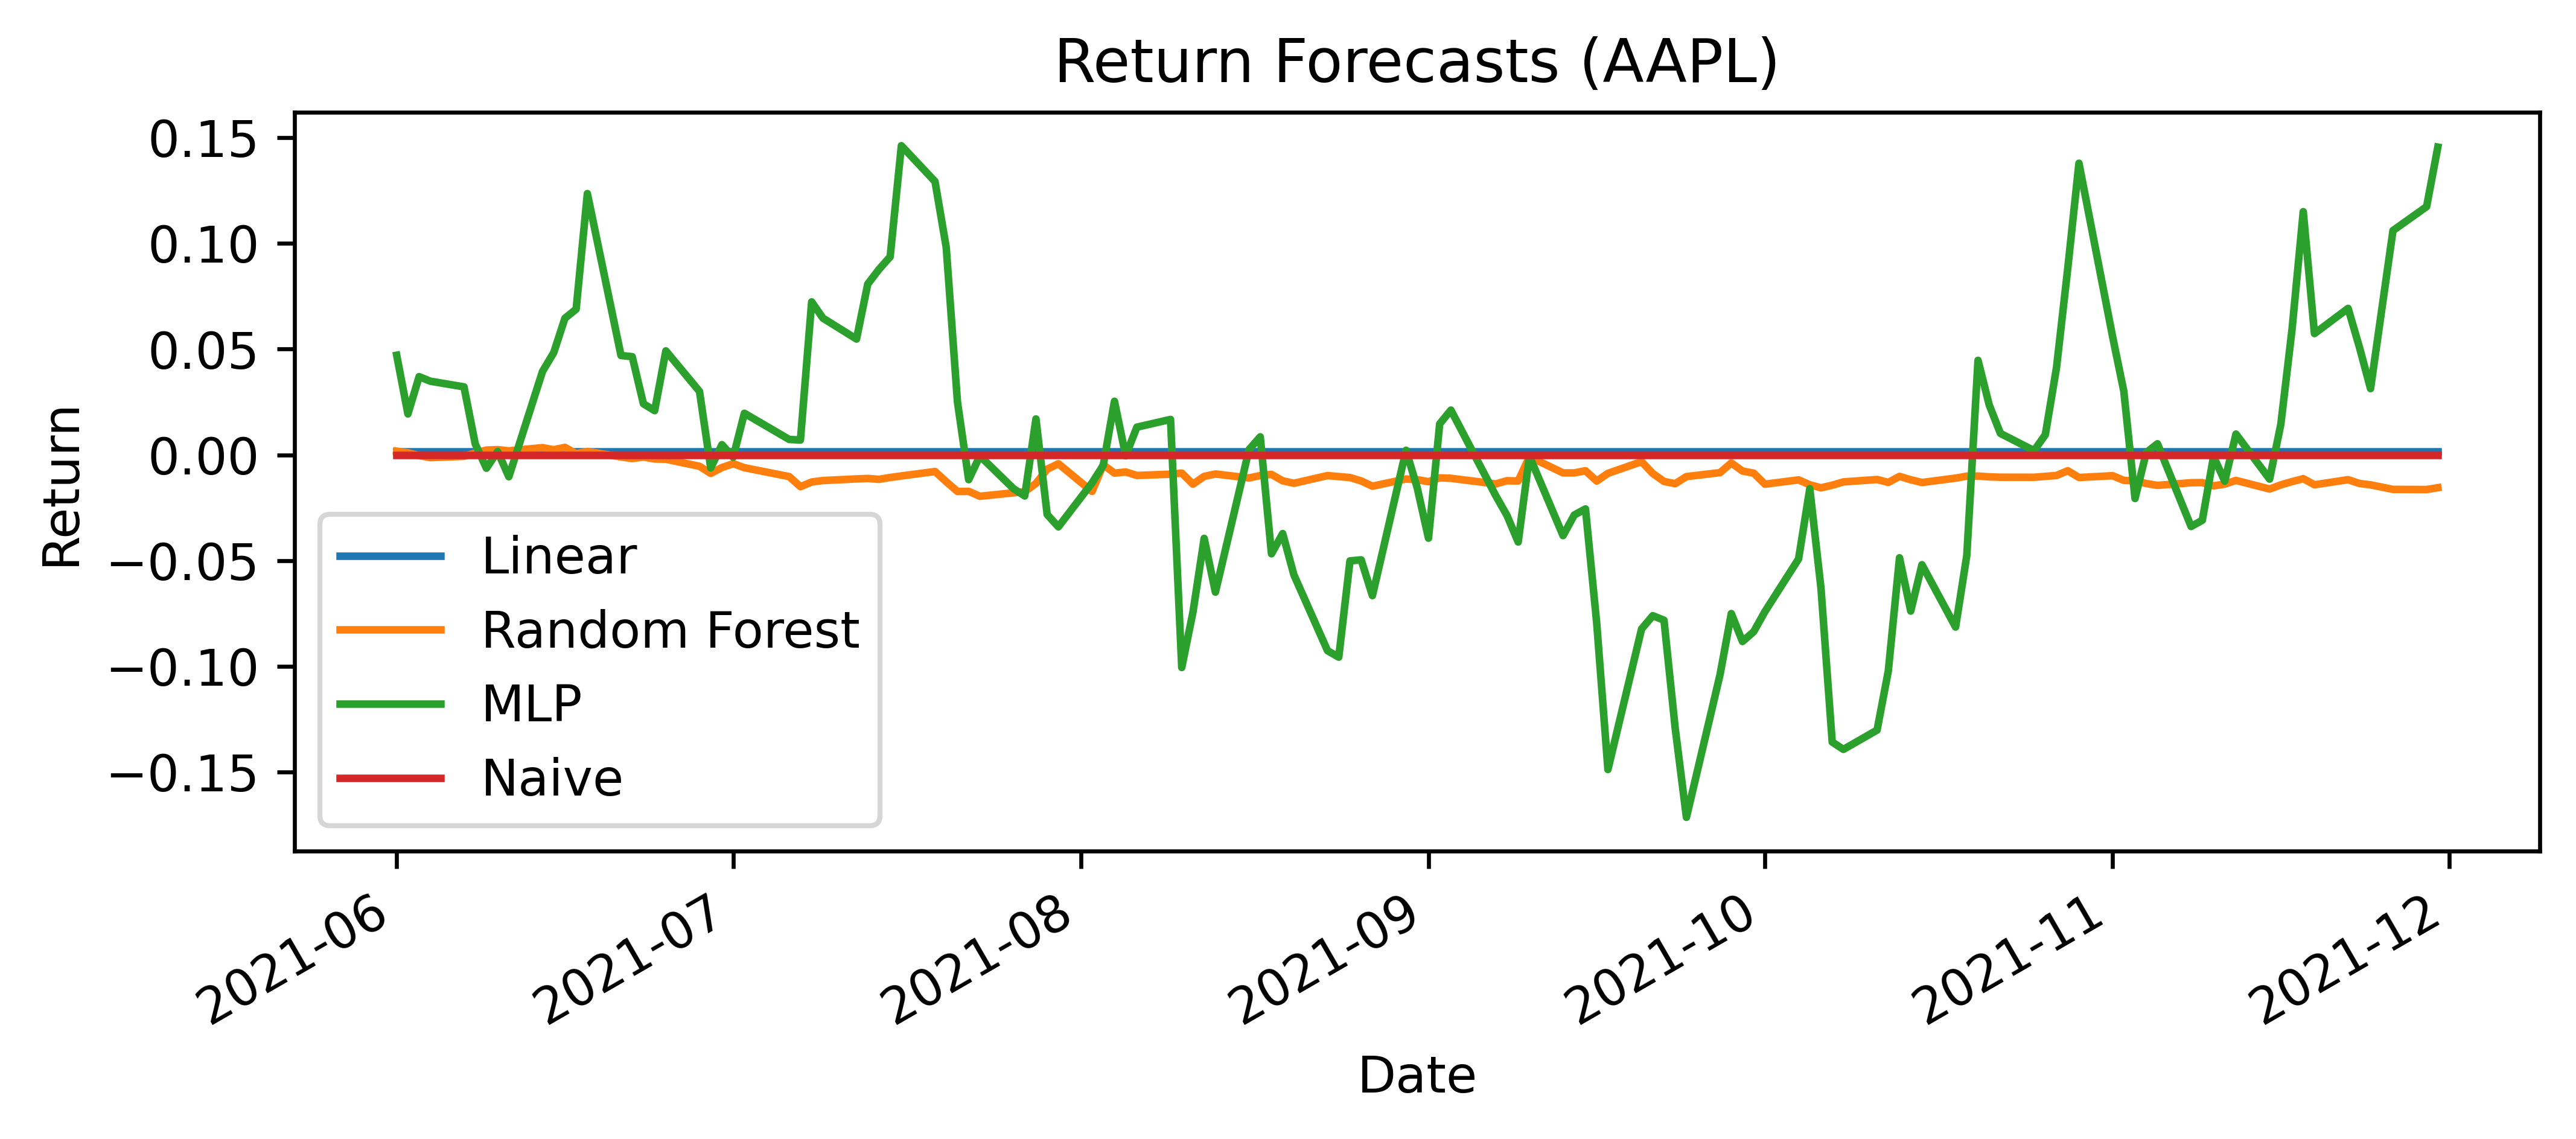 Return Forecasts (AAPL)
0.15
0.10
0.05
0.00
−0.05
−0.10
−0.15
Return
Linear
Random Forest
MLP
Naive
2021-06
2021-07
2021-08
2021-09
2021-10
2021-11
2021-12
Date